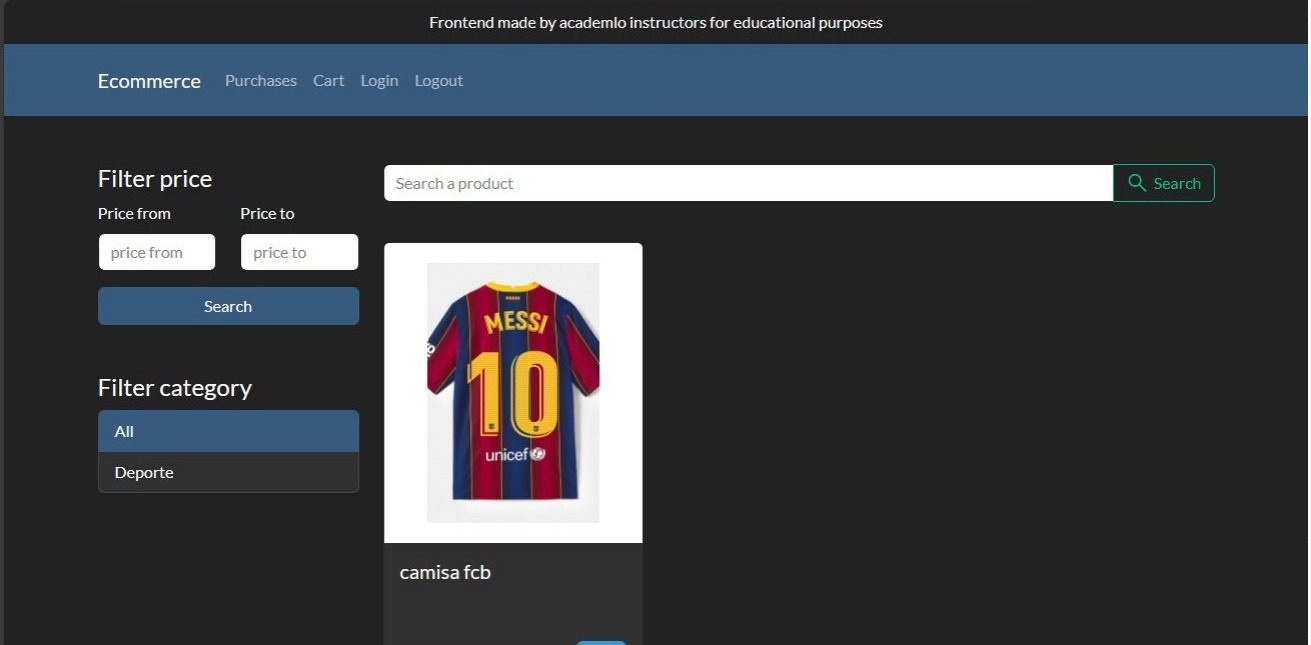 Frontend made by academlo instructors for educational purposes
Ecommerce Purchases Cart Login Logout
Filter price
Price from Price to
price from price to
Search
Filter category
All
Deporte
Search a product Search
MESSI
10
unicef
camisa fcb